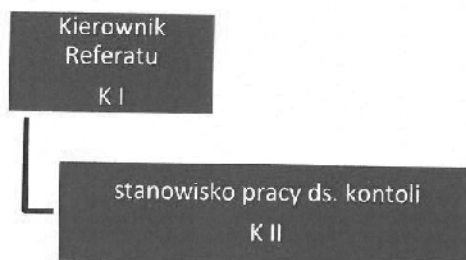 Kierownik
Referatu
K I
stanowisko pracy ds. kontoli
K II